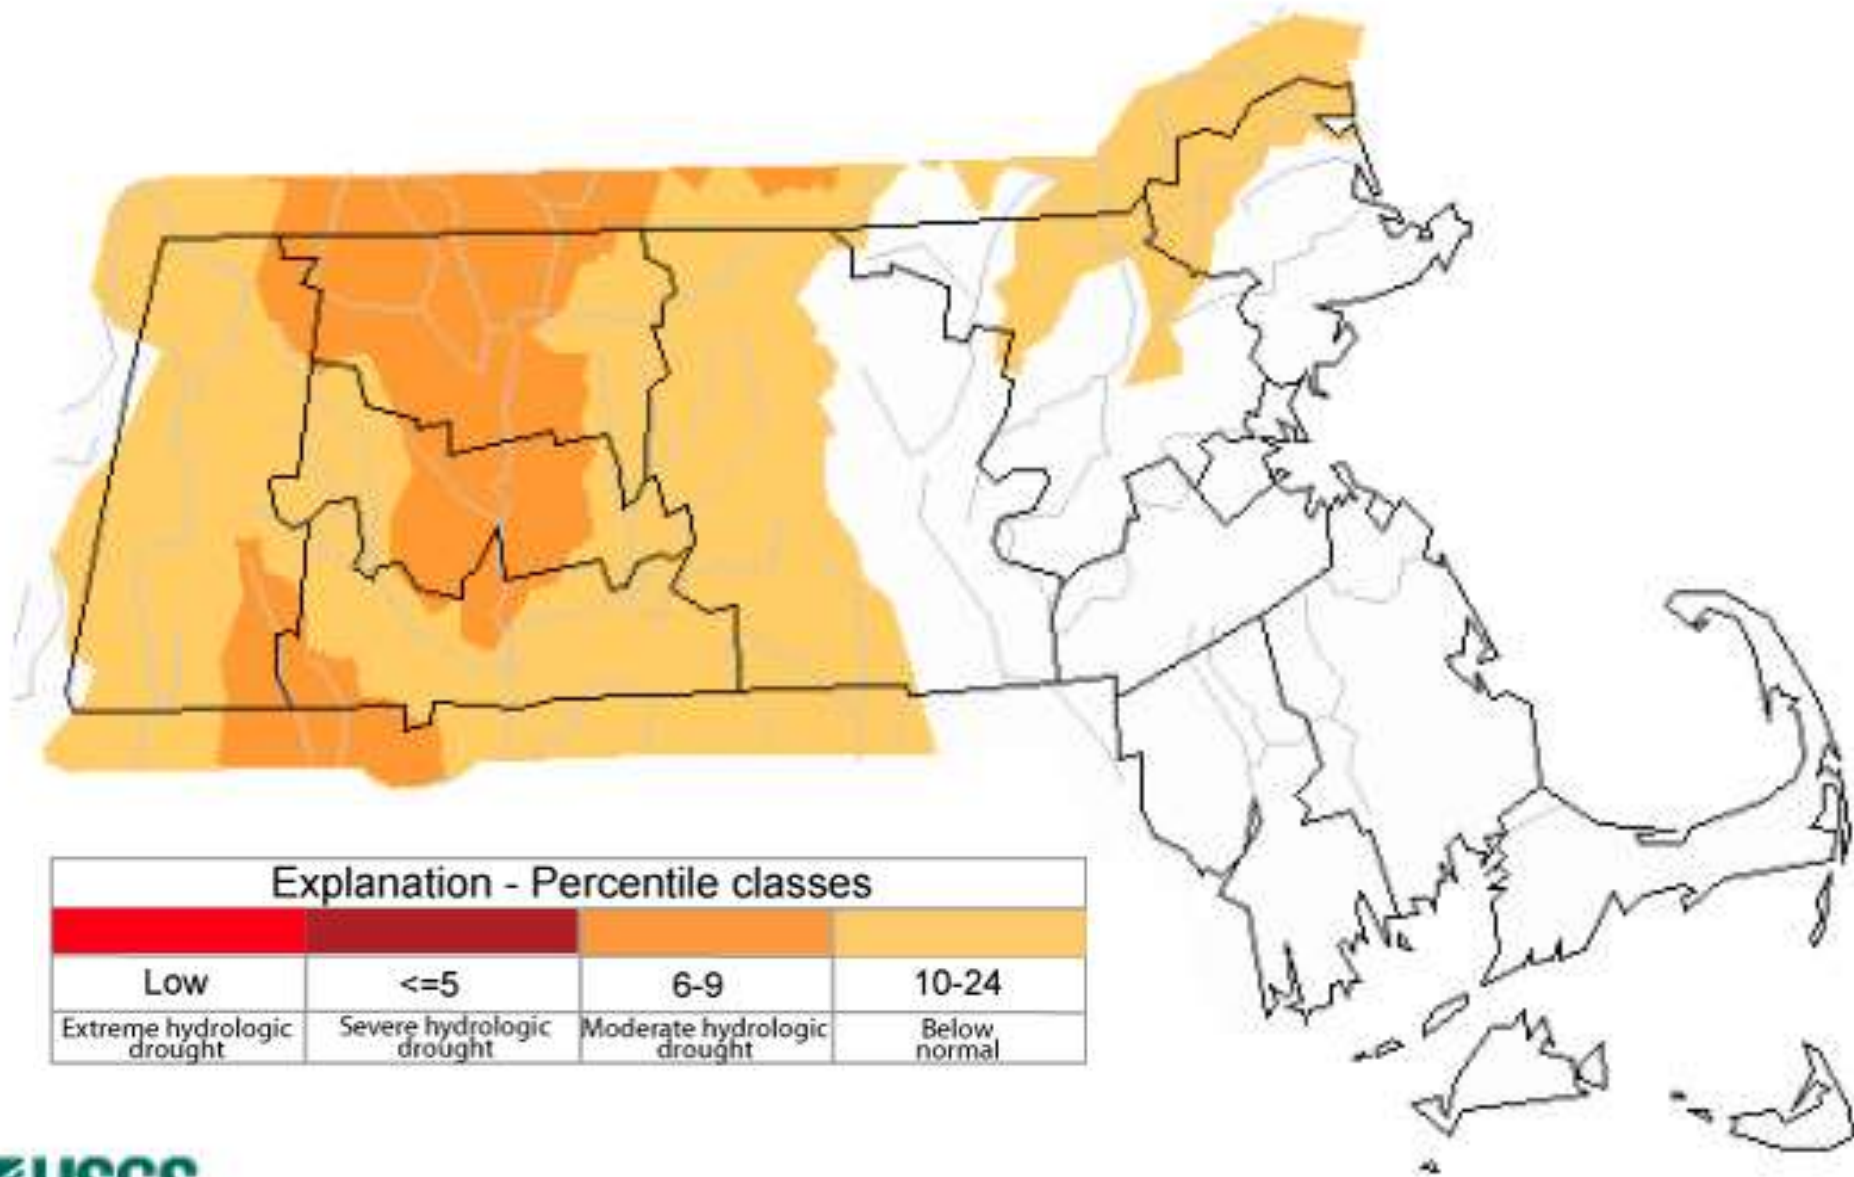 Explanation - Percentile classes
Low <=5 6-9 10-24
Extreme hydrologic drought Severe hydrologic drought Moderate hydrologic drought Below normal
USGS